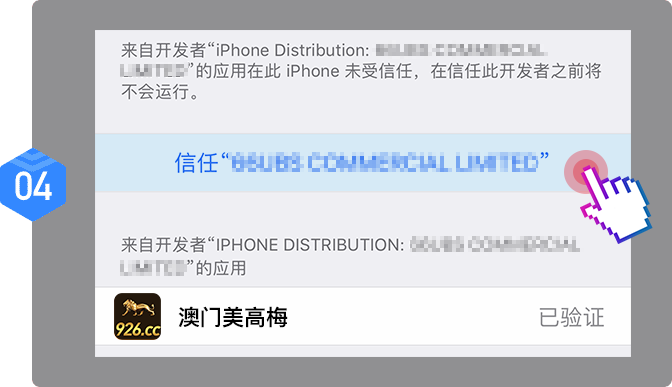 来自开发者“iPhone Distribution:
”的应用在此 iPhone 未受信任，在信任此开发者之前将
不会运行。
信任“ COMMERCIAL LIMITED”
04
来自开发者“IPHONE DISTRIBUTION:
”的应用
926.cc
澳门美高梅
已验证